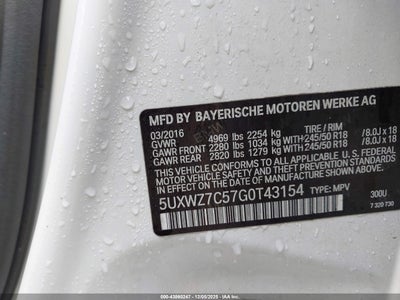 MFD BY BAYERISCHE MOTOREN WERKE AG
03/2016 TIRE / RIM
GVWR 4969 lbs 2254 KG
GAWR FRONT 2280 lbs 1034 KG WITH 245/50 R18 /8.0J x 18
GAWR REAR 2820 lbs 1279 KG WITH 245/50 R18 /8.0J x 18
THIS VEHICLE CONFORMS TO ALL APPLICABLE U.S. FEDERAL
MOTOR VEHICLE SAFETY, BUMPER, AND THEFT PREVENTION
STANDARDS IN EFFECT ON THE DATE OF MANUFACTURE SHOWN ABOVE.
5UXWZ7C57G0T43154 TYPE: MPV 300U
7 320 730
000-43990247 - 12/05/2025 - IAAI.COM